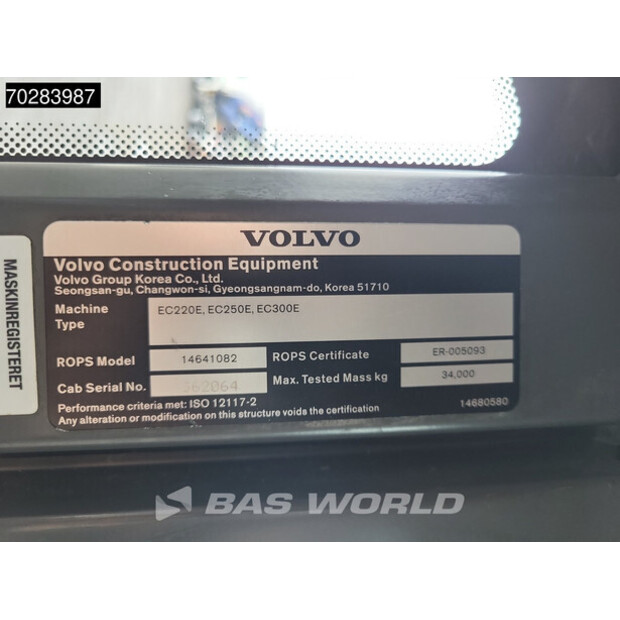 70283987
VOLVO
Volvo Construction Equipment
Volvo Group Korea Co., Ltd.
Seongsan-gu, Changwon-si, Gyeongsangnam-do, Korea 51710
Machine Type EC220E, EC250E, EC300E
ROPS Model 14641082 ROPS Certificate ER-005093
Cab Serial No. 362064 Max. Tested Mass kg 34,000
Performance criteria met: ISO 12117-2
Any alteration or modification on this structure voids the certification 14680580
MASKINREGISTERET
BAS WORLD